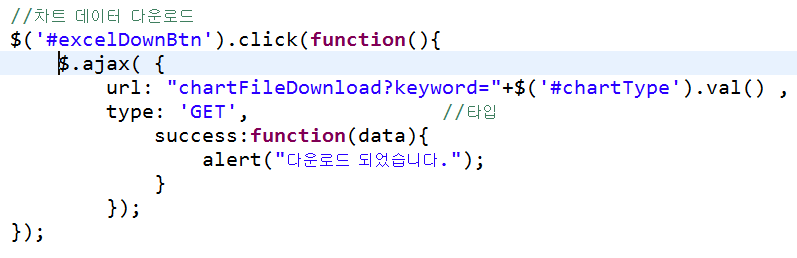 //차트 데이터 다운로드
$('#excelDownBtn').click(function(){
    $.ajax( {
        url: "chartFileDownload?keyword="+$('#chartType').val() ,
        type: 'GET',                //타입
            success:function(data){
                alert("다운로드 되었습니다.");
            }
        });
});